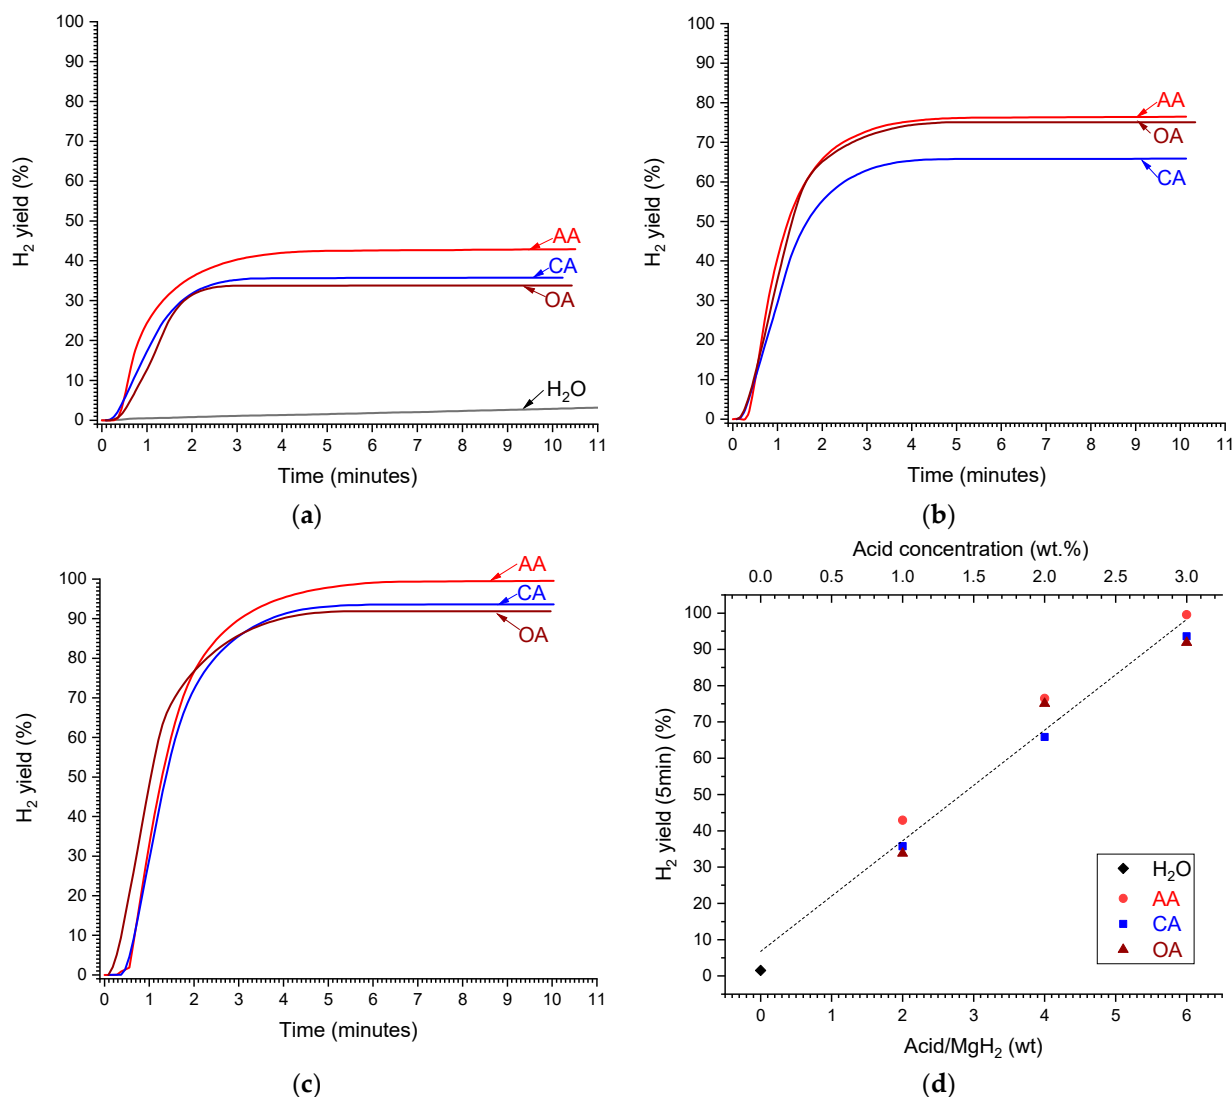 100
90
80
70
60
50
40
30
20
10
0
H₂ yield (%)
AA
CA
OA
H₂O
0 1 2 3 4 5 6 7 8 9 10 11
Time (minutes)
(a)
100
90
80
70
60
50
40
30
20
10
0
H₂ yield (%)
AA
OA
CA
0 1 2 3 4 5 6 7 8 9 10 11
Time (minutes)
(b)
100
90
80
70
60
50
40
30
20
10
0
H₂ yield (%)
AA
CA
OA
0 1 2 3 4 5 6 7 8 9 10 11
Time (minutes)
(c)
Acid concentration (wt.%)
0.0 0.5 1.0 1.5 2.0 2.5 3.0
100
90
80
70
60
50
40
30
20
10
0
H₂ yield (5min) (%)
H₂O
AA
CA
OA
0 1 2 3 4 5 6
Acid/MgH₂ (wt)
(d)